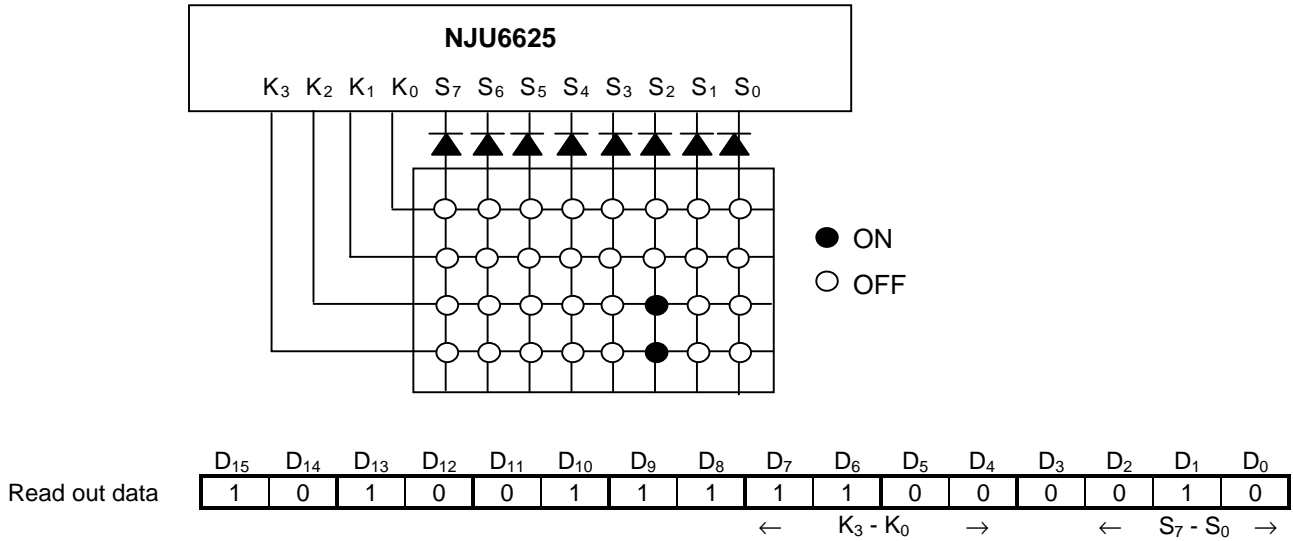 NJU6625
K3 K2 K1 K0 S7 S6 S5 S4 S3 S2 S1 S0
ON
OFF
D15 D14 D13 D12 D11 D10 D9 D8 D7 D6 D5 D4 D3 D2 D1 D0
Read out data 1 0 1 0 0 1 1 1 1 1 0 0 0 0 1 0
← K3 - K0 → ← S7 - S0 →